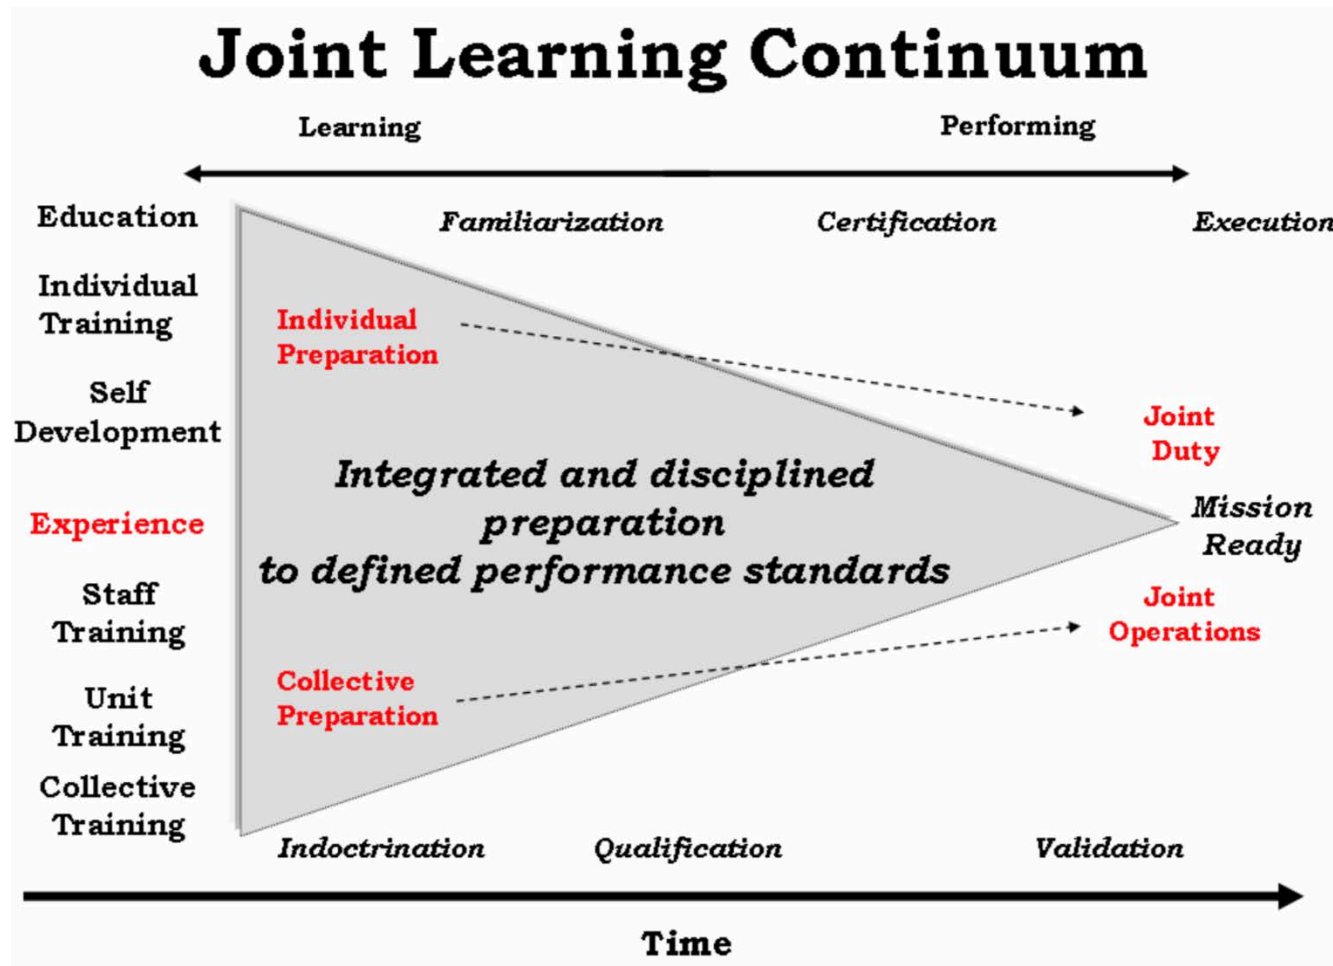 Joint Learning Continuum
Learning
Performing
Education
Familiarization
Certification
Execution
Individual
Training
Individual
Preparation
Self
Development
Joint
Duty
Integrated and disciplined
preparation
to defined performance standards
Experience
Mission
Ready
Staff
Training
Joint
Operations
Collective
Preparation
Unit
Training
Collective
Training
Indoctrination
Qualification
Validation
Time